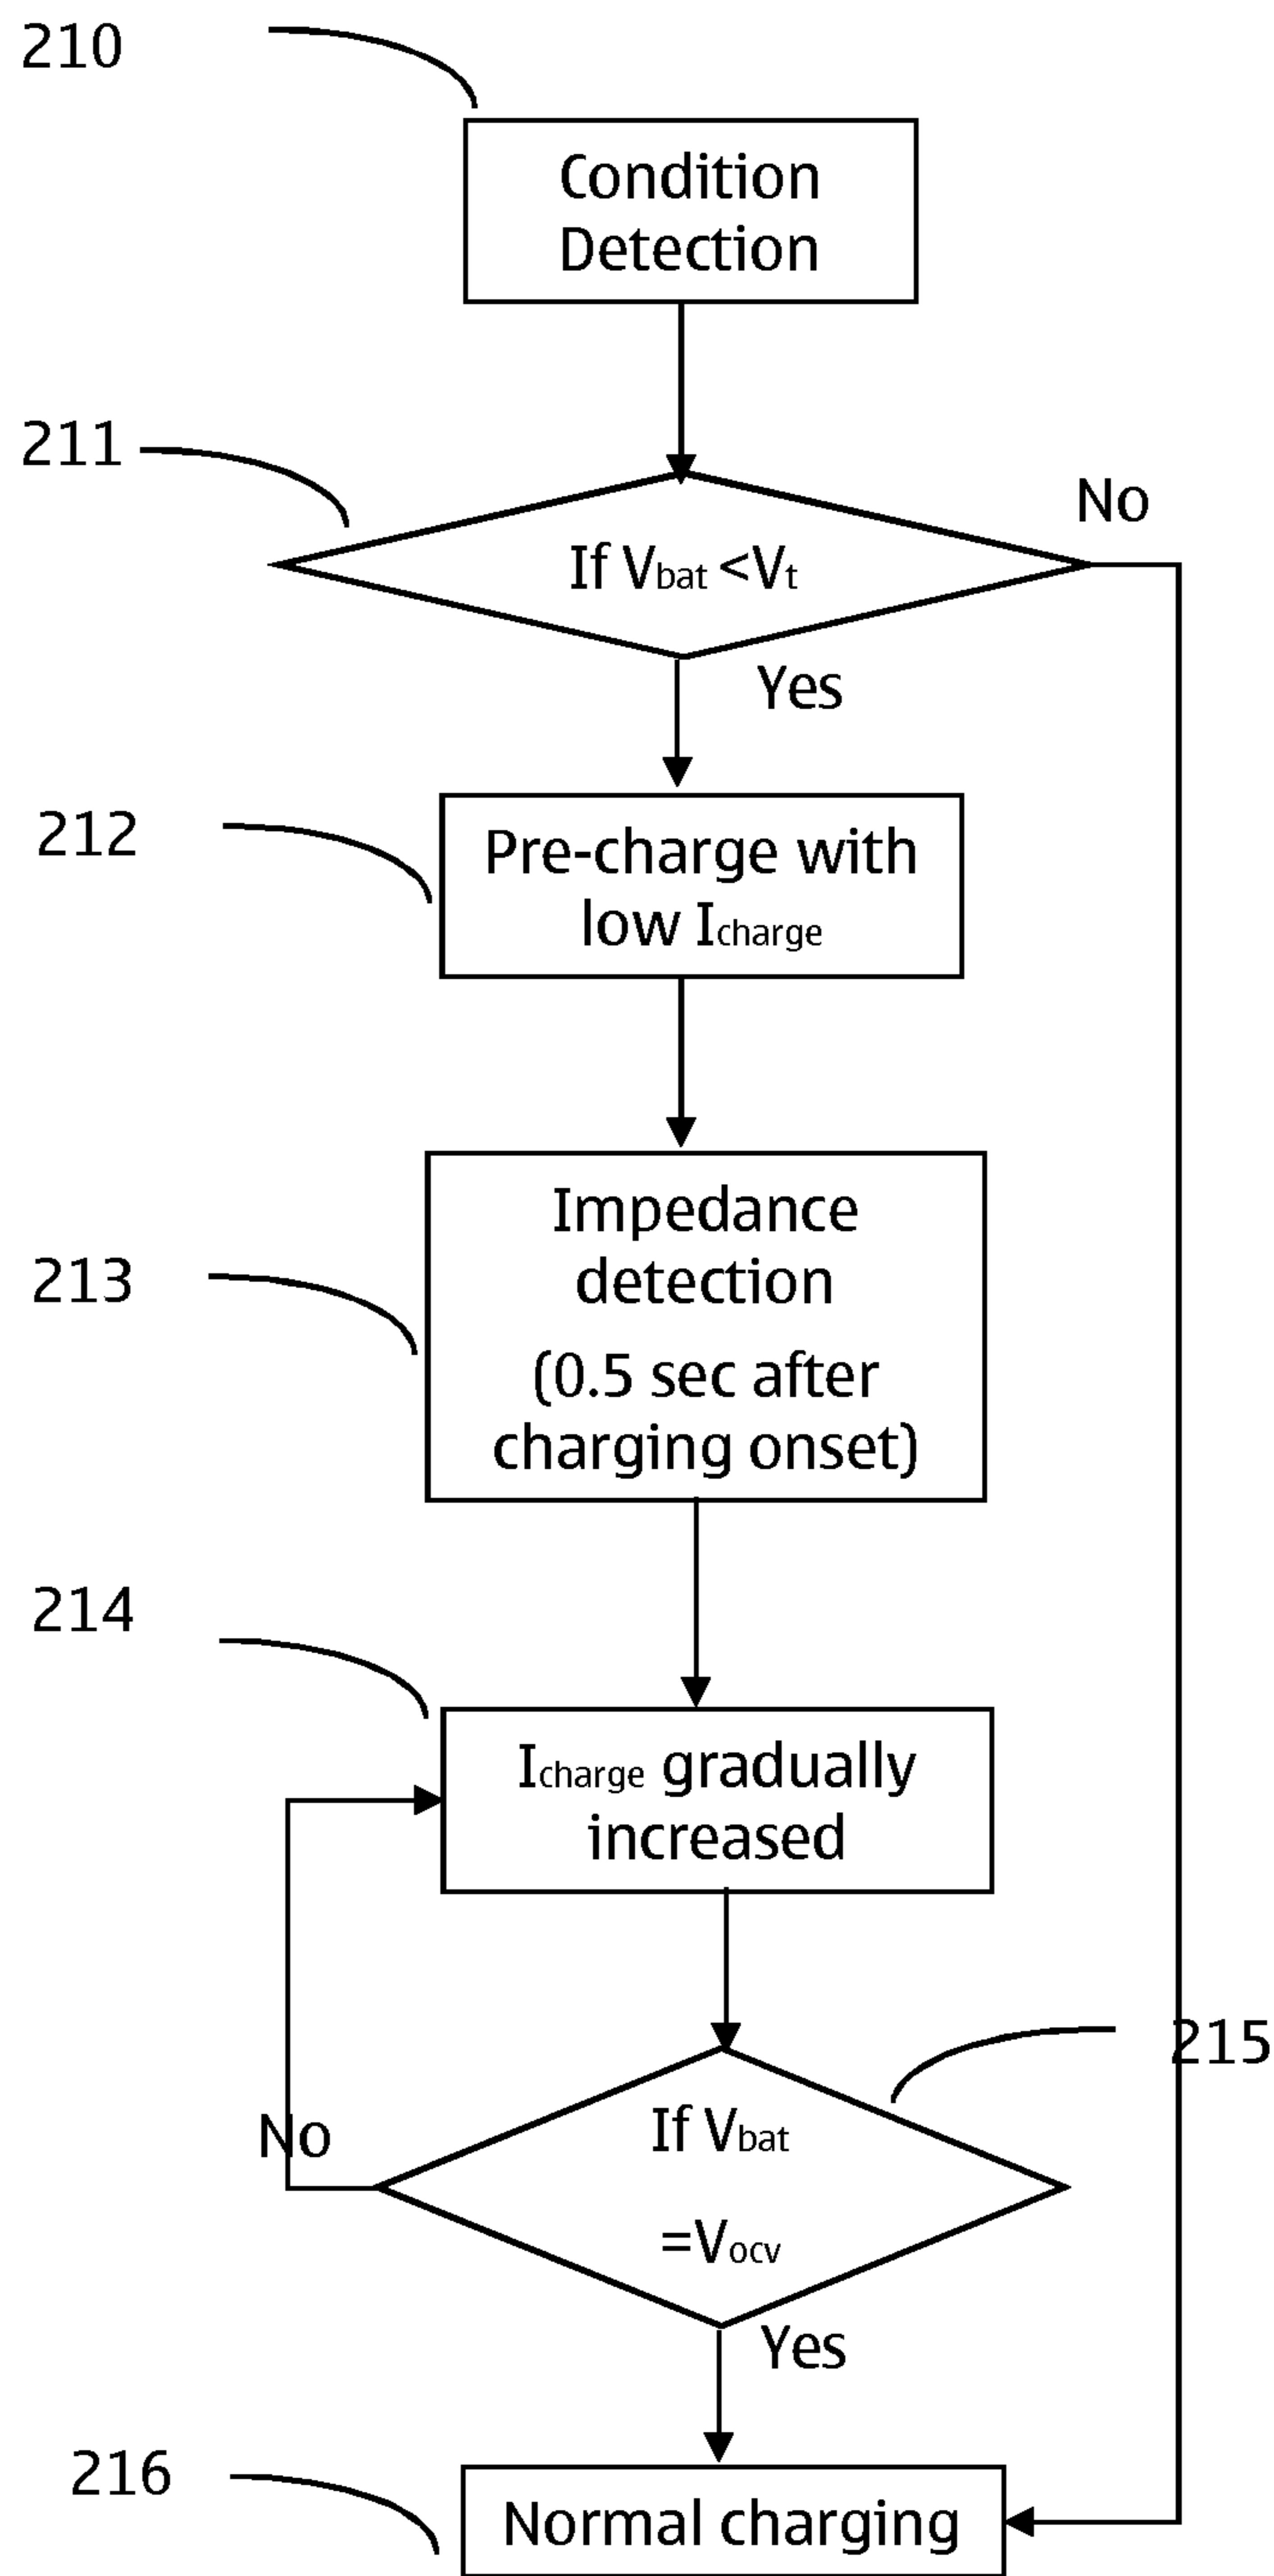 210
Condition
Detection
211
No
If Vbat <Vt
Yes
212
Pre-charge with
low Icharge
213
Impedance
detection
(0.5 sec after
charging onset)
214
Icharge gradually
increased
215
No
If Vbat
=Vocv
Yes
216
Normal charging